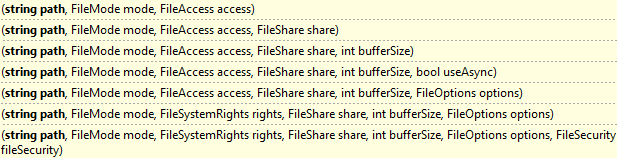 (string path, FileMode mode, FileAccess access)
(string path, FileMode mode, FileAccess access, FileShare share)
(string path, FileMode mode, FileAccess access, FileShare share, int bufferSize)
(string path, FileMode mode, FileAccess access, FileShare share, int bufferSize, bool useAsync)
(string path, FileMode mode, FileAccess access, FileShare share, int bufferSize, FileOptions options)
(string path, FileMode mode, FileSystemRights rights, FileShare share, int bufferSize, FileOptions options)
(string path, FileMode mode, FileSystemRights rights, FileShare share, int bufferSize, FileOptions options, FileSecurity
fileSecurity)